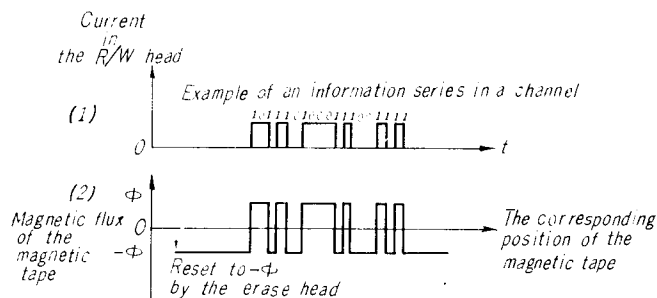 Current
in
the R/W head
Example of an information series in a channel
(1)
0
t
(2)
Φ
Magnetic flux
of the
magnetic
tape
0
-Φ
Reset to -Φ
by the erase head
The corresponding
position of the
magnetic tape